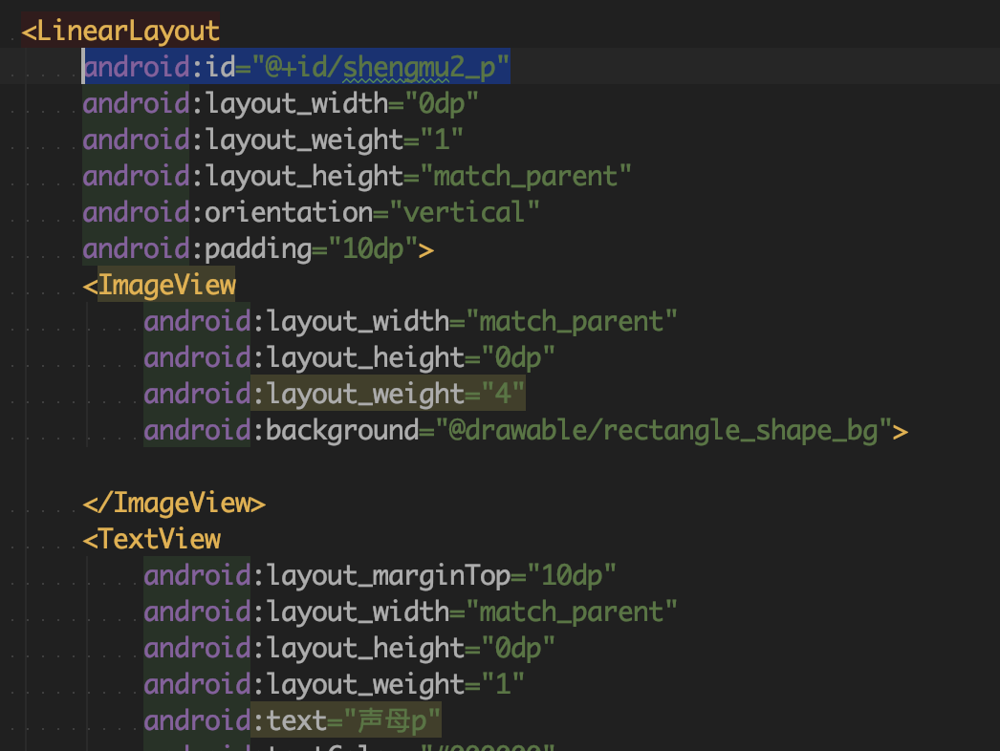 <LinearLayout
android:id="@+id/shengmu2_p"
android:layout_width="0dp"
android:layout_weight="1"
android:layout_height="match_parent"
android:orientation="vertical"
android:padding="10dp">
<ImageView
android:layout_width="match_parent"
android:layout_height="0dp"
android:layout_weight="4"
android:background="@drawable/rectangle_shape_bg">
</ImageView>
<TextView
android:layout_marginTop="10dp"
android:layout_width="match_parent"
android:layout_height="0dp"
android:layout_weight="1"
android:text="声母p"